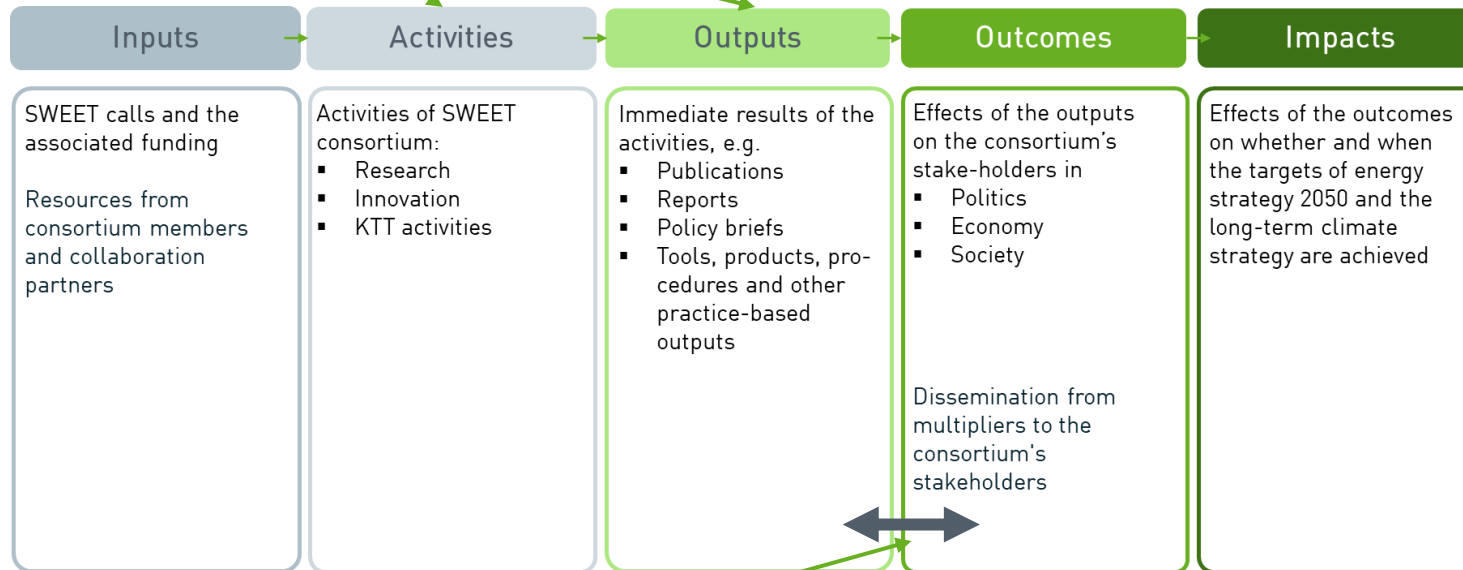 Inputs
Activities
Outputs
Outcomes
Impacts
SWEET calls and the
associated funding
Resources from
consortium members
and collaboration
partners
Activities of SWEET
consortium:
▪ Research
▪ Innovation
▪ KTT activities
Immediate results of the
activities, e.g.
▪ Publications
▪ Reports
▪ Policy briefs
▪ Tools, products, pro-
cedures and other
practice-based
outputs
Effects of the outputs
on the consortium's
stake-holders in
▪ Politics
▪ Economy
▪ Society
Dissemination from
multipliers to the
consortium's
stakeholders
Effects of the outcomes
on whether and when
the targets of energy
strategy 2050 and the
long-term climate
strategy are achieved